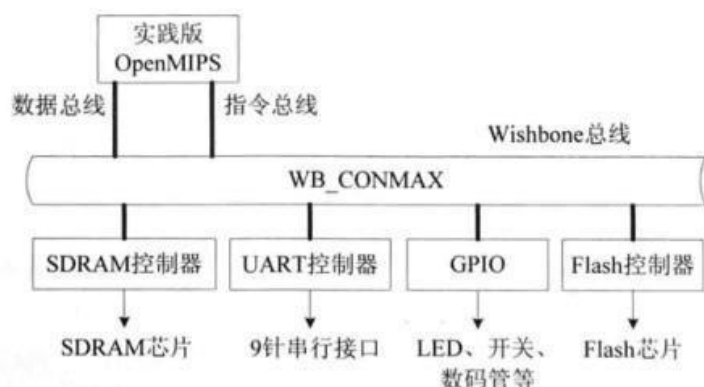 实践版
OpenMIPS
数据总线
指令总线
Wishbone总线
WB_CONMAX
SDRAM控制器
UART控制器
GPIO
Flash控制器
SDRAM芯片
9针串行接口
LED、开关、
数码管等
Flash芯片